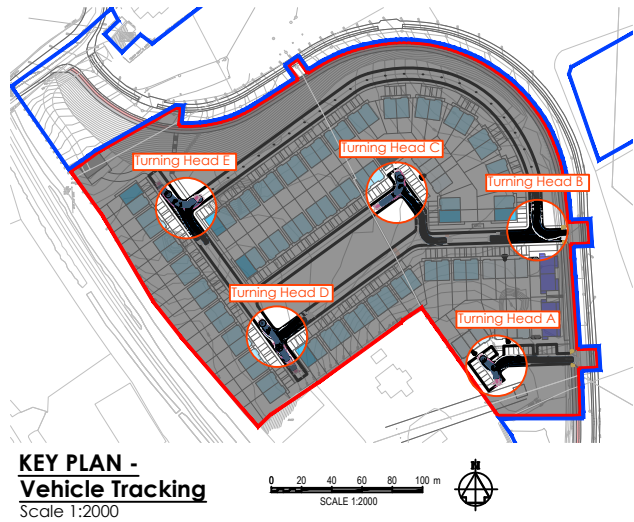 Turning Head E
Turning Head C
Turning Head B
Turning Head D
Turning Head A
KEY PLAN -
Vehicle Tracking
Scale 1:2000
0 20 40 60 80 100 m
SCALE 1:2000
N